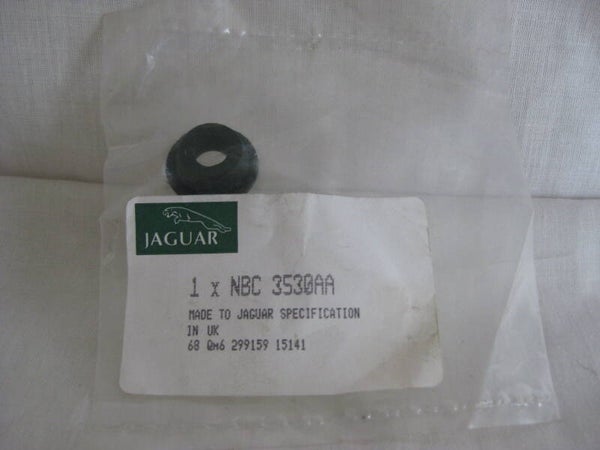 JAGUAR
1 x NBC 3530AA
MADE TO JAGUAR SPECIFICATION
IN UK
68 Qm6 299159 15141